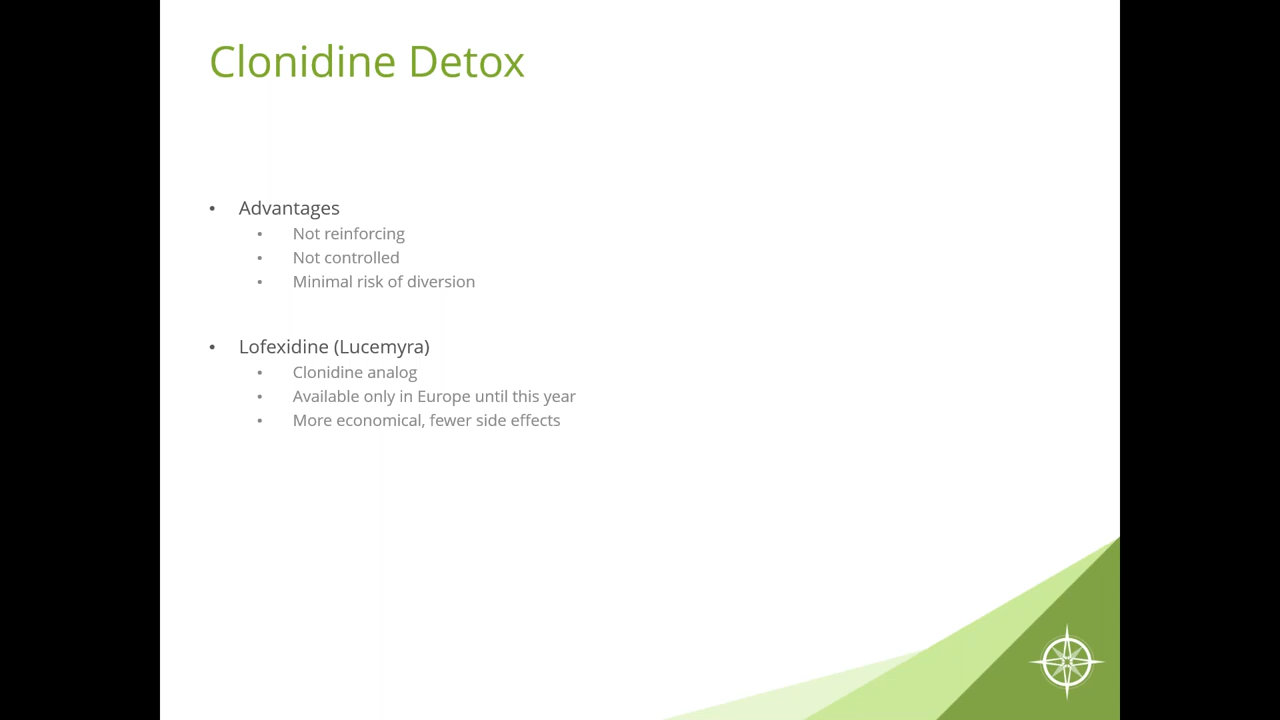 Clonidine Detox
• Advantages
• Not reinforcing
• Not controlled
• Minimal risk of diversion
• Lofexidine (Lucemyra)
• Clonidine analog
• Available only in Europe until this year
• More economical, fewer side effects